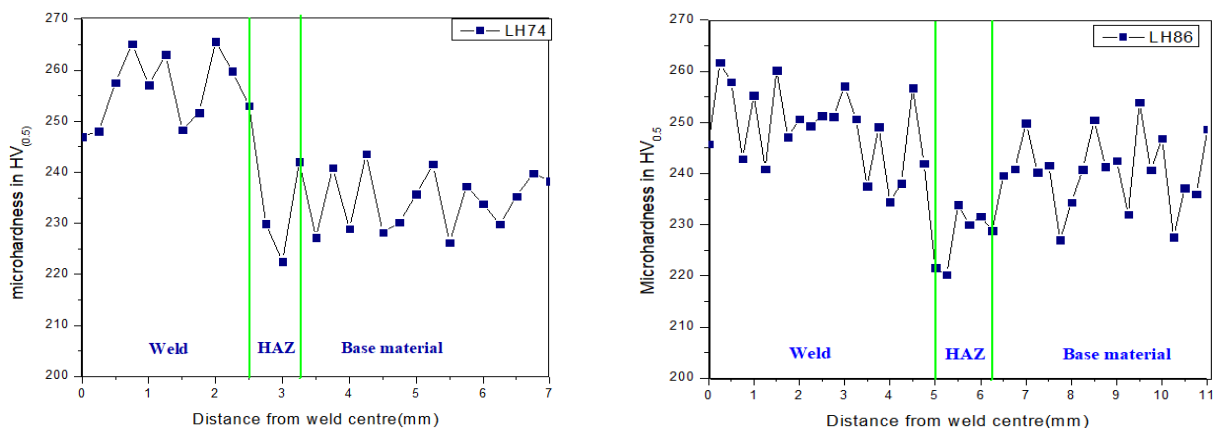 270
260
250
240
230
220
210
200
microhardness in HV(0.5)
LH74
Weld HAZ Base material
0 1 2 3 4 5 6 7
Distance from weld centre(mm)
270
260
250
240
230
220
210
200
Microhardness in HV0.5
LH86
Weld HAZ Base material
0 1 2 3 4 5 6 7 8 9 10 11
Distance from weld centre(mm)